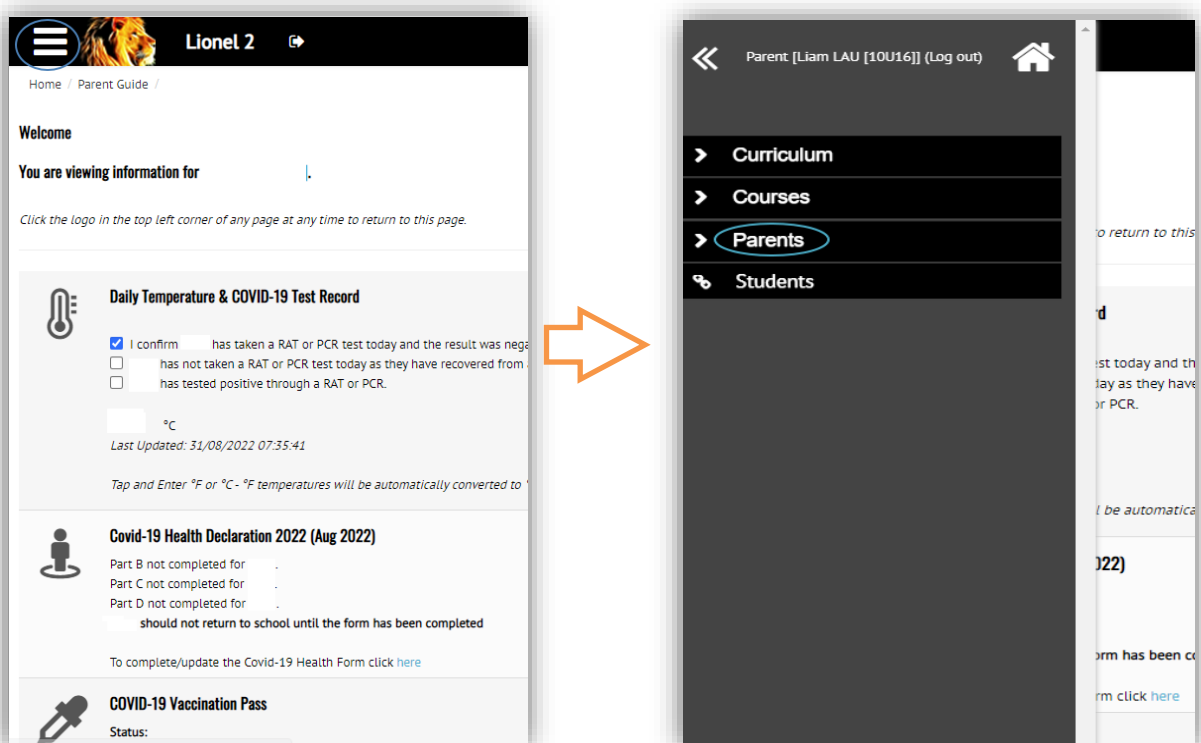 Lionel 2
Home / Parent Guide /
Welcome
You are viewing information for .
Click the logo in the top left corner of any page at any time to return to this page.
Daily Temperature & COVID-19 Test Record
I confirm has taken a RAT or PCR test today and the result was nega
has not taken a RAT or PCR test today as they have recovered from
has tested positive through a RAT or PCR.
°C
Last Updated: 31/08/2022 07:35:41
Tap and Enter °F or °C - °F temperatures will be automatically converted to
Covid-19 Health Declaration 2022 (Aug 2022)
Part B not completed for .
Part C not completed for .
Part D not completed for .
should not return to school until the form has been completed
To complete/update the Covid-19 Health Form click here
COVID-19 Vaccination Pass
Status:
Parent [Liam LAU [10U16]] (Log out)
Curriculum
Courses
Parents
Students
o return to this
rd
est today and th
day as they have
or PCR.
l be automatica
022)
orm has been co
rm click here